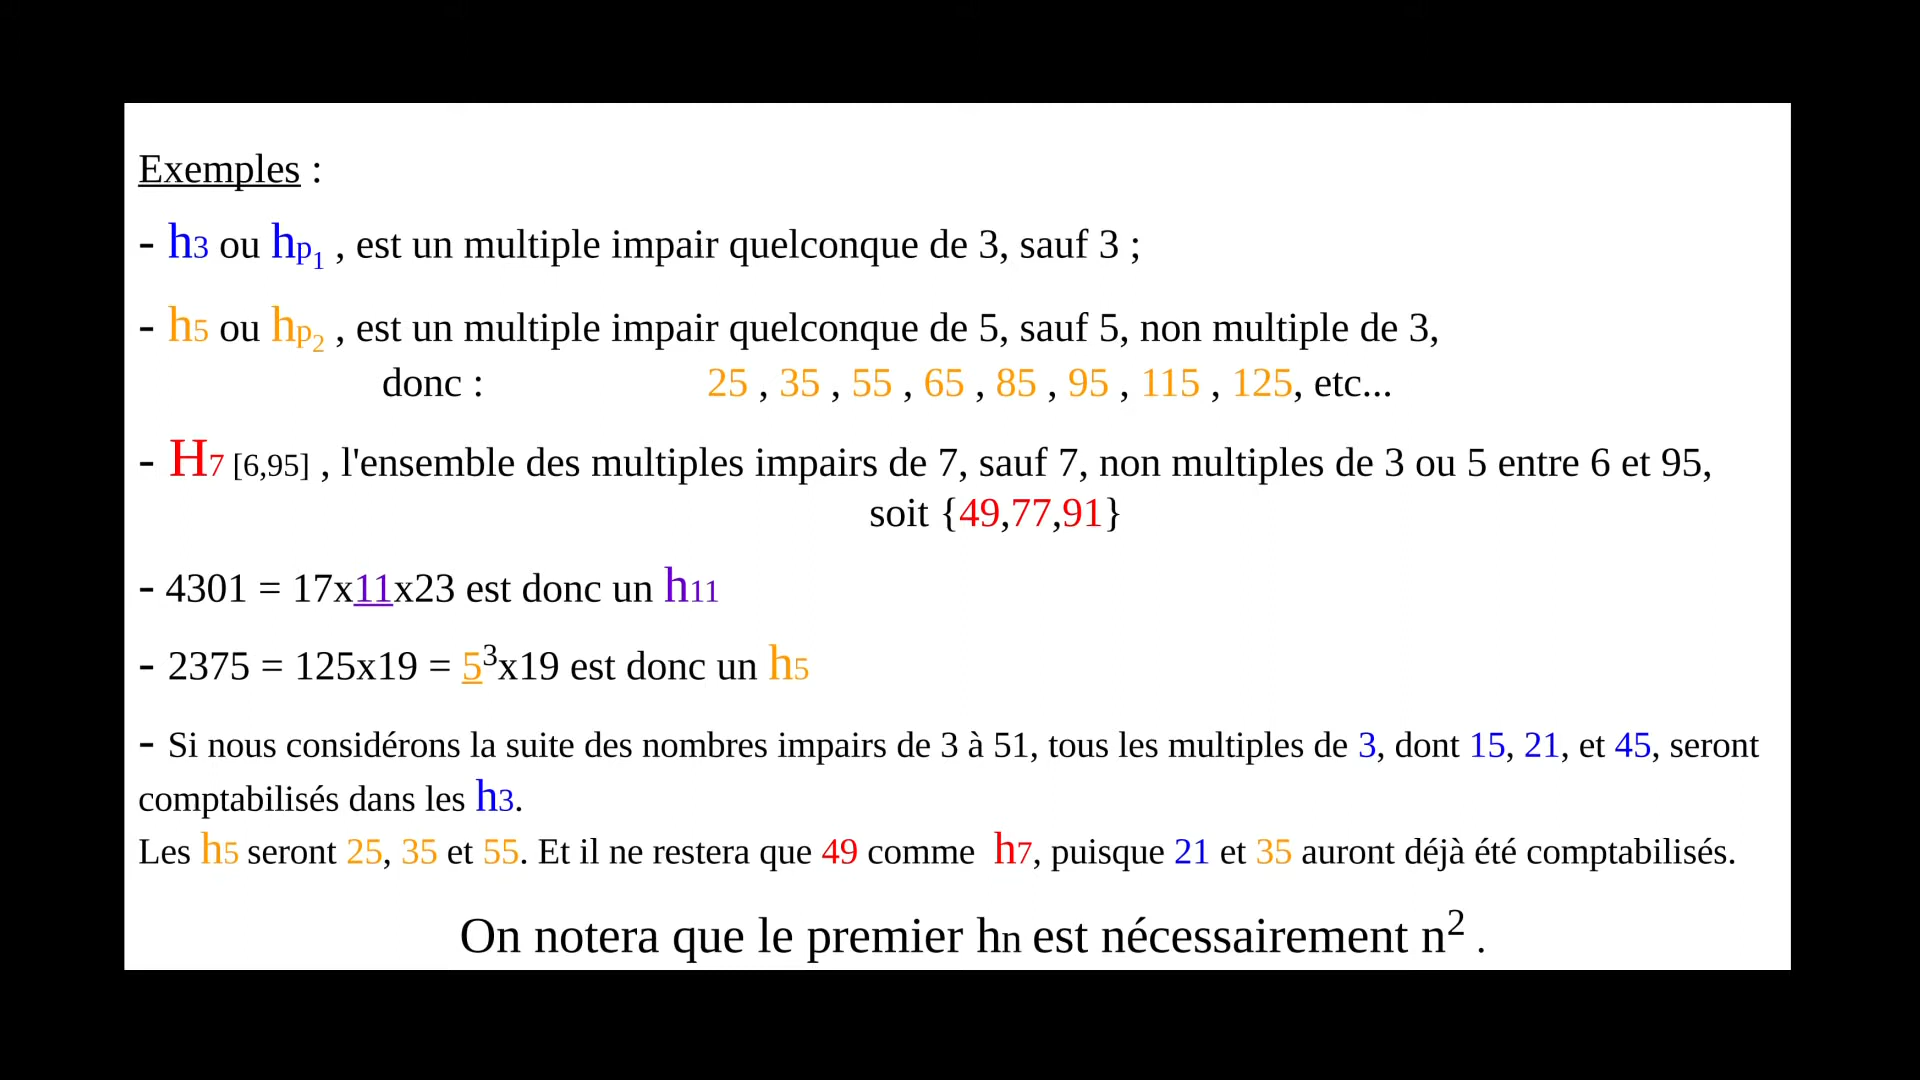 Exemples :
- h3 ou hp₁ , est un multiple impair quelconque de 3, sauf 3 ;
- h5 ou hp₂ , est un multiple impair quelconque de 5, sauf 5, non multiple de 3,
donc : 25 , 35 , 55 , 65 , 85 , 95 , 115 , 125, etc...
- H7 [6,95] , l'ensemble des multiples impairs de 7, sauf 7, non multiples de 3 ou 5 entre 6 et 95,
soit {49,77,91}
- 4301 = 17x11x23 est donc un h11
- 2375 = 125x19 = 5³x19 est donc un h5
- Si nous considérons la suite des nombres impairs de 3 à 51, tous les multiples de 3, dont 15, 21, et 45, seront
comptabilisés dans les h3.
Les h5 seront 25, 35 et 55. Et il ne restera que 49 comme h7, puisque 21 et 35 auront déjà été comptabilisés.
On notera que le premier hn est nécessairement n² .